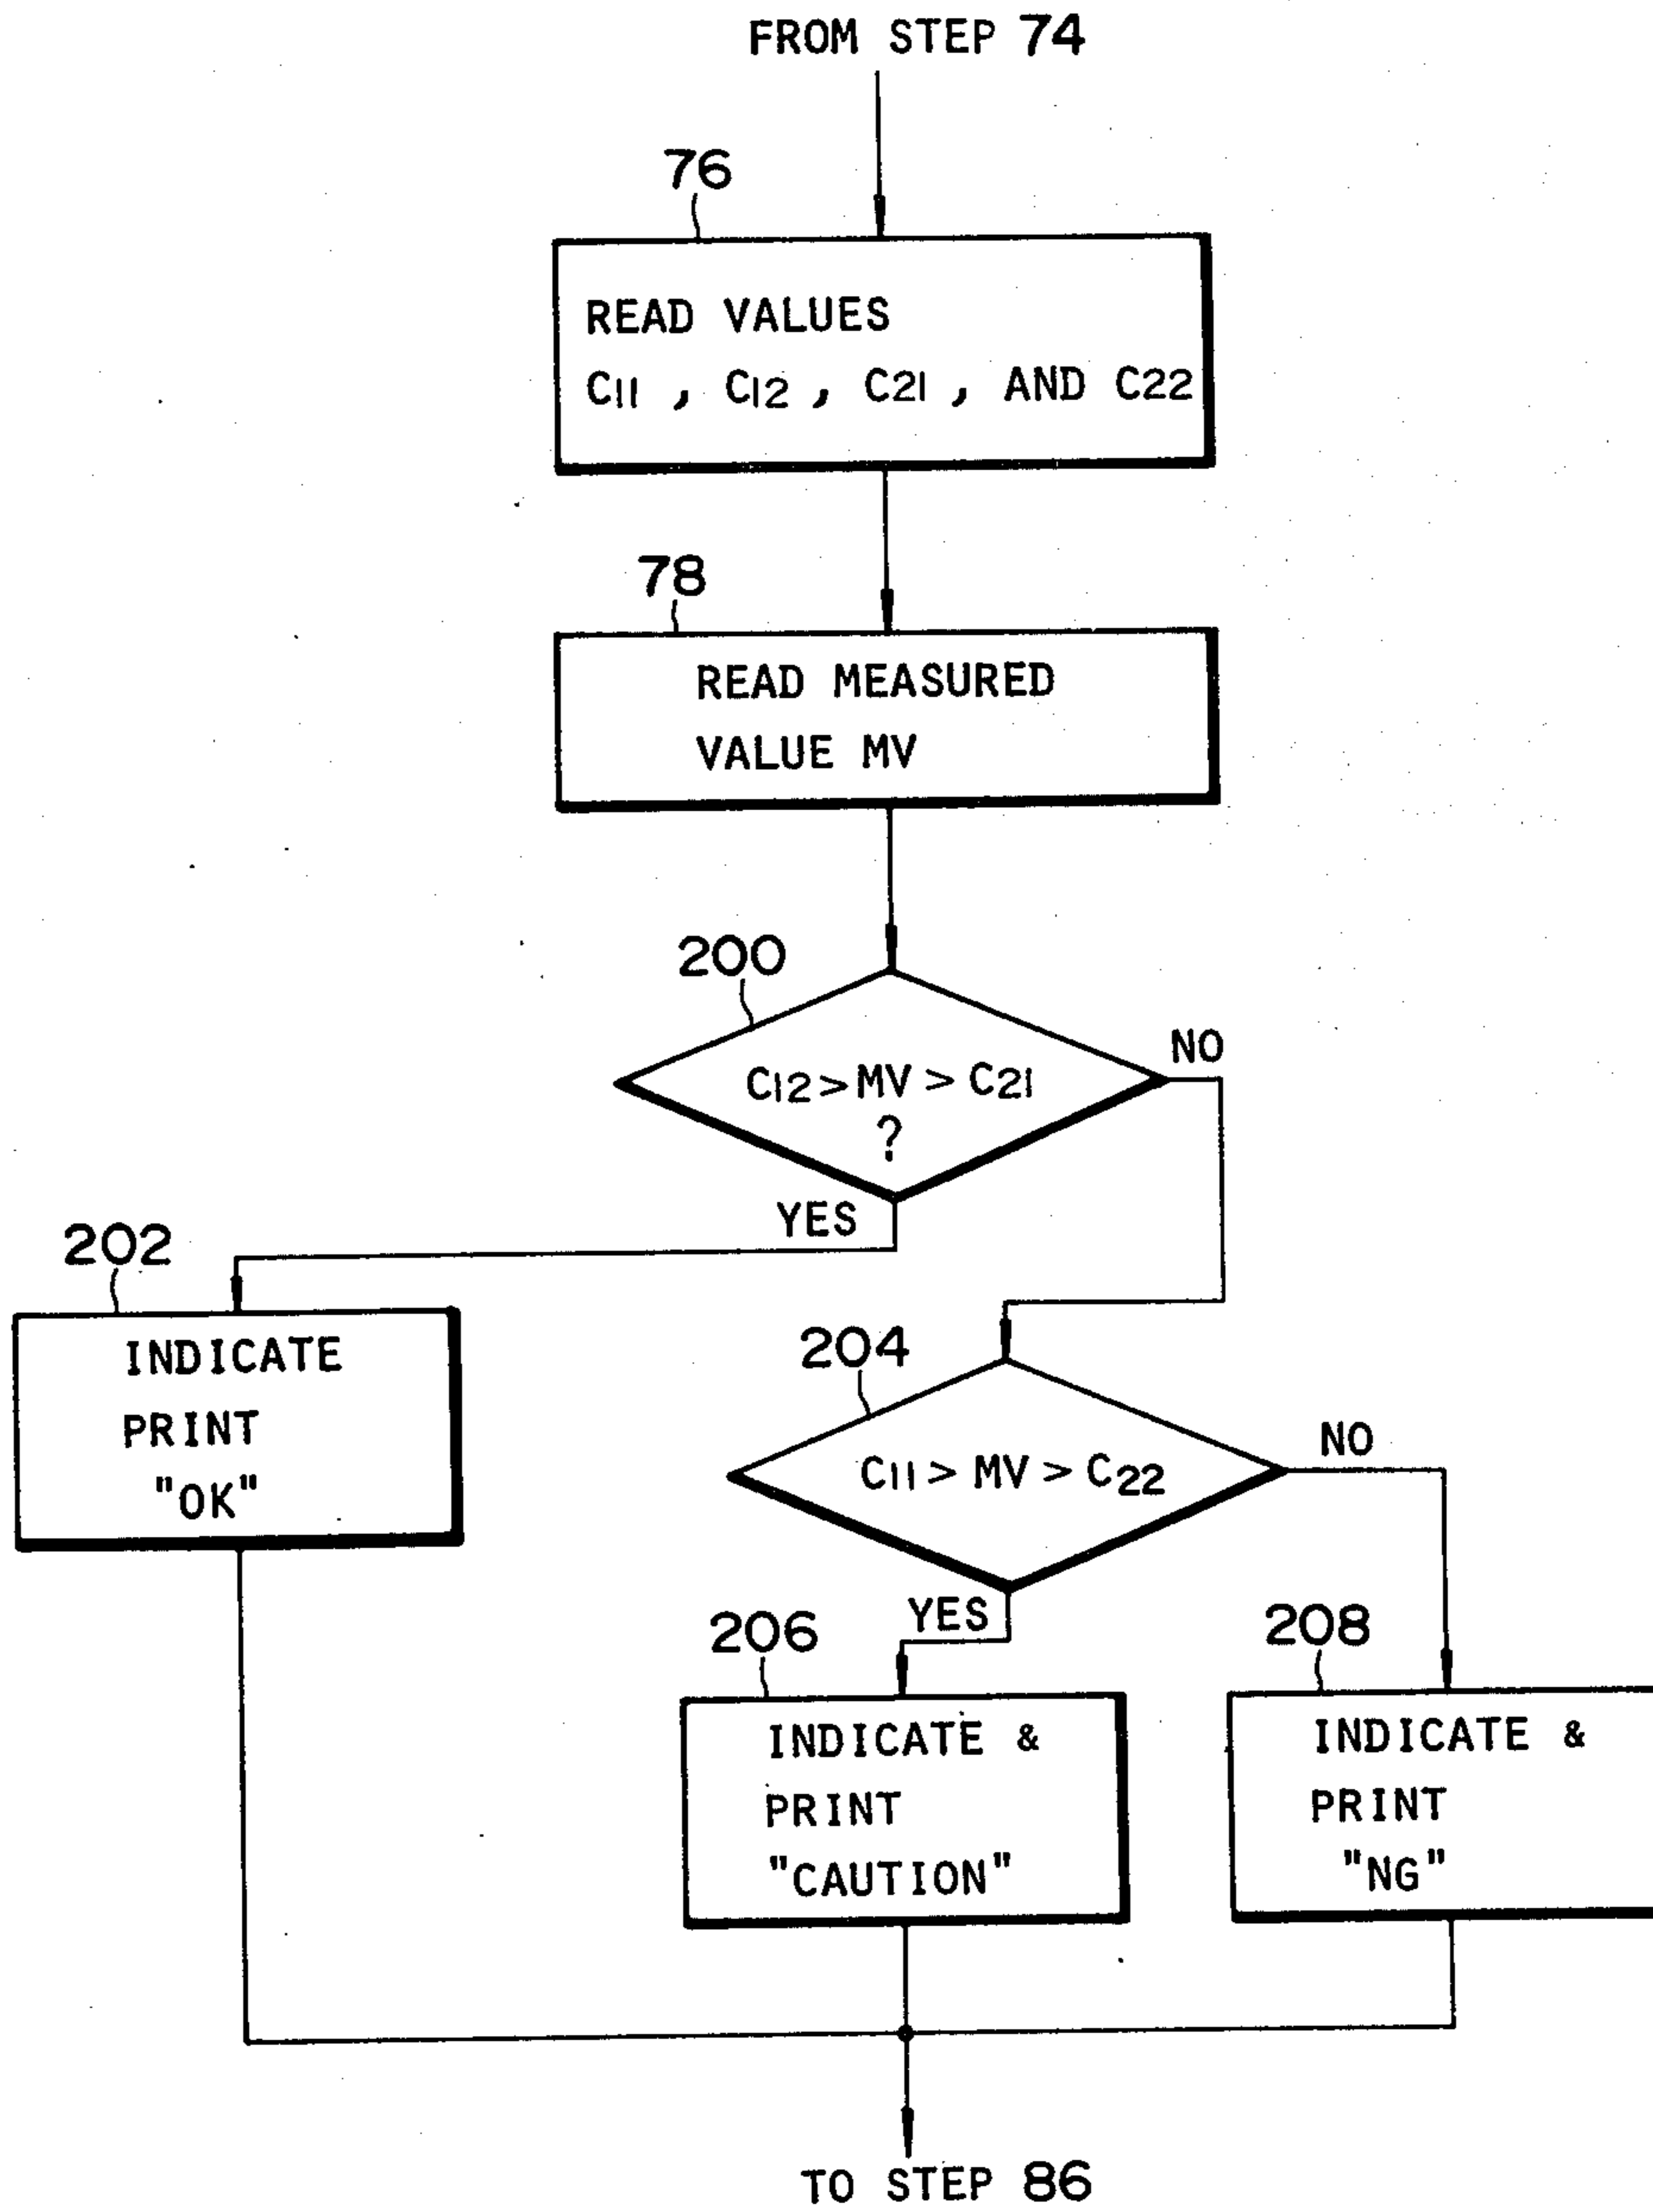 FROM STEP 74
76
READ VALUES
C11 , C12 , C21 , AND C22
78
READ MEASURED
VALUE MV
200
C12 > MV > C21
?
NO
YES
202
INDICATE
PRINT
"OK"
204
C11 > MV > C22
NO
YES
206
INDICATE &
PRINT
"CAUTION"
208
INDICATE &
PRINT
"NG"
TO STEP 86